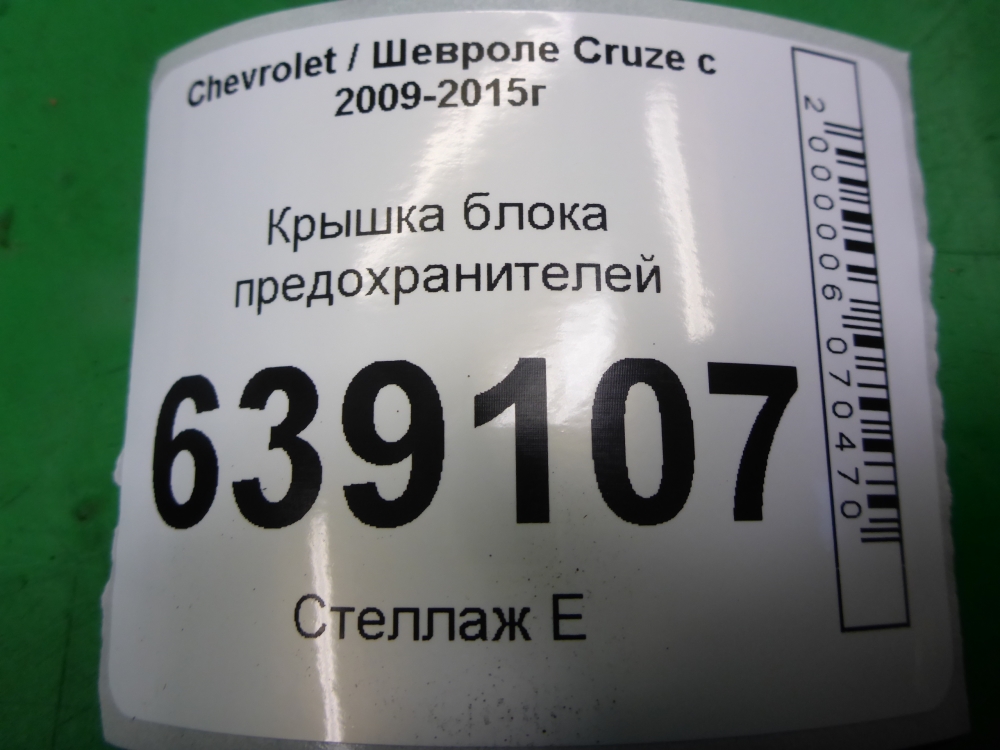 Chevrolet / Шевроле Cruze с
2009-2015г
Крышка блока
предохранителей
639107
Стеллаж Е
2000006070470